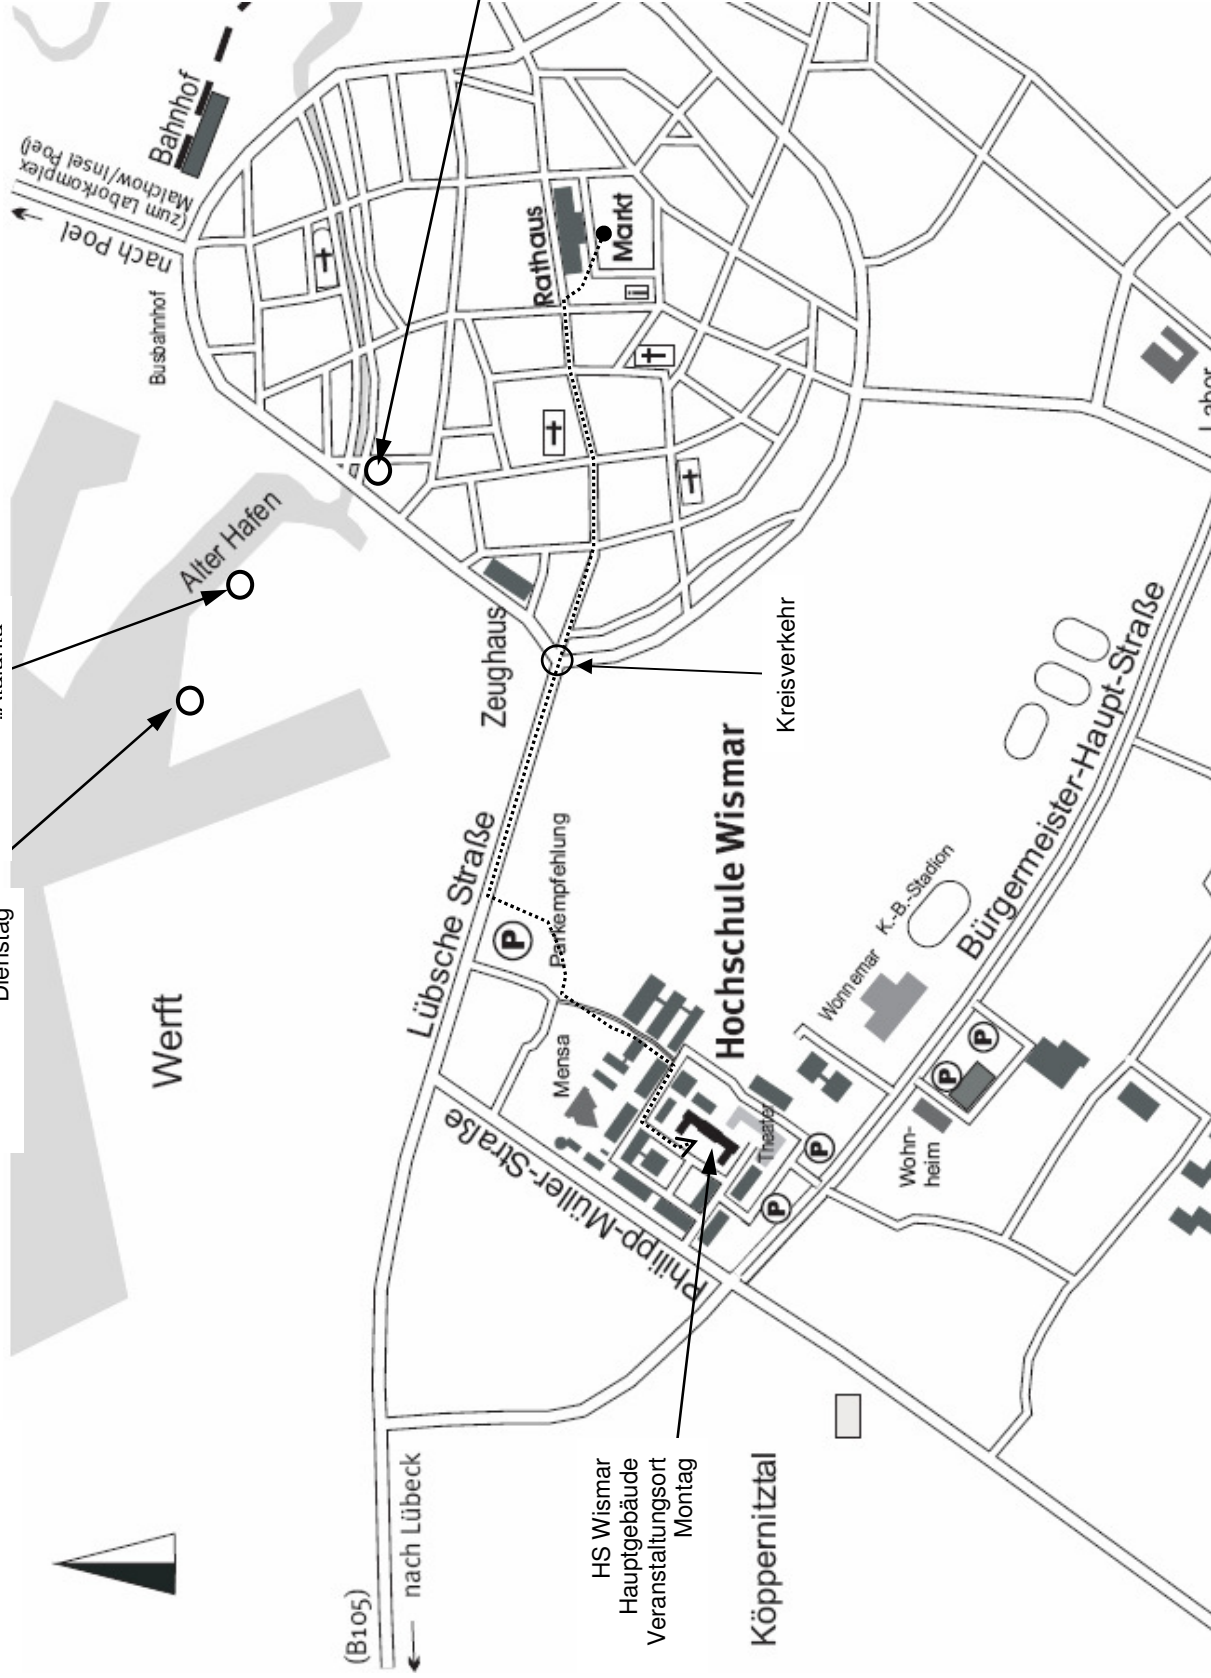 Bahnhof
(zum Laborkomplex
Malchow/Insel Poel)
nach Poel
Busbahnhof
Rathaus
Markt
i
Alter Hafen
Zeughaus
Kreisverkehr
Dienstag
Werft
Lübsche Straße
P
Parkempfehlung
Hochschule Wismar
Mensa
Philipp-Müller-Straße
Theater
Wonnemar
K.-B.-Stadion
Bürgermeister-Haupt-Straße
P
P
P
P
Wohn-
heim
Labor
HS Wismar
Hauptgebäude
Veranstaltungsort
Montag
Köppernitztal
(B105)
nach Lübeck